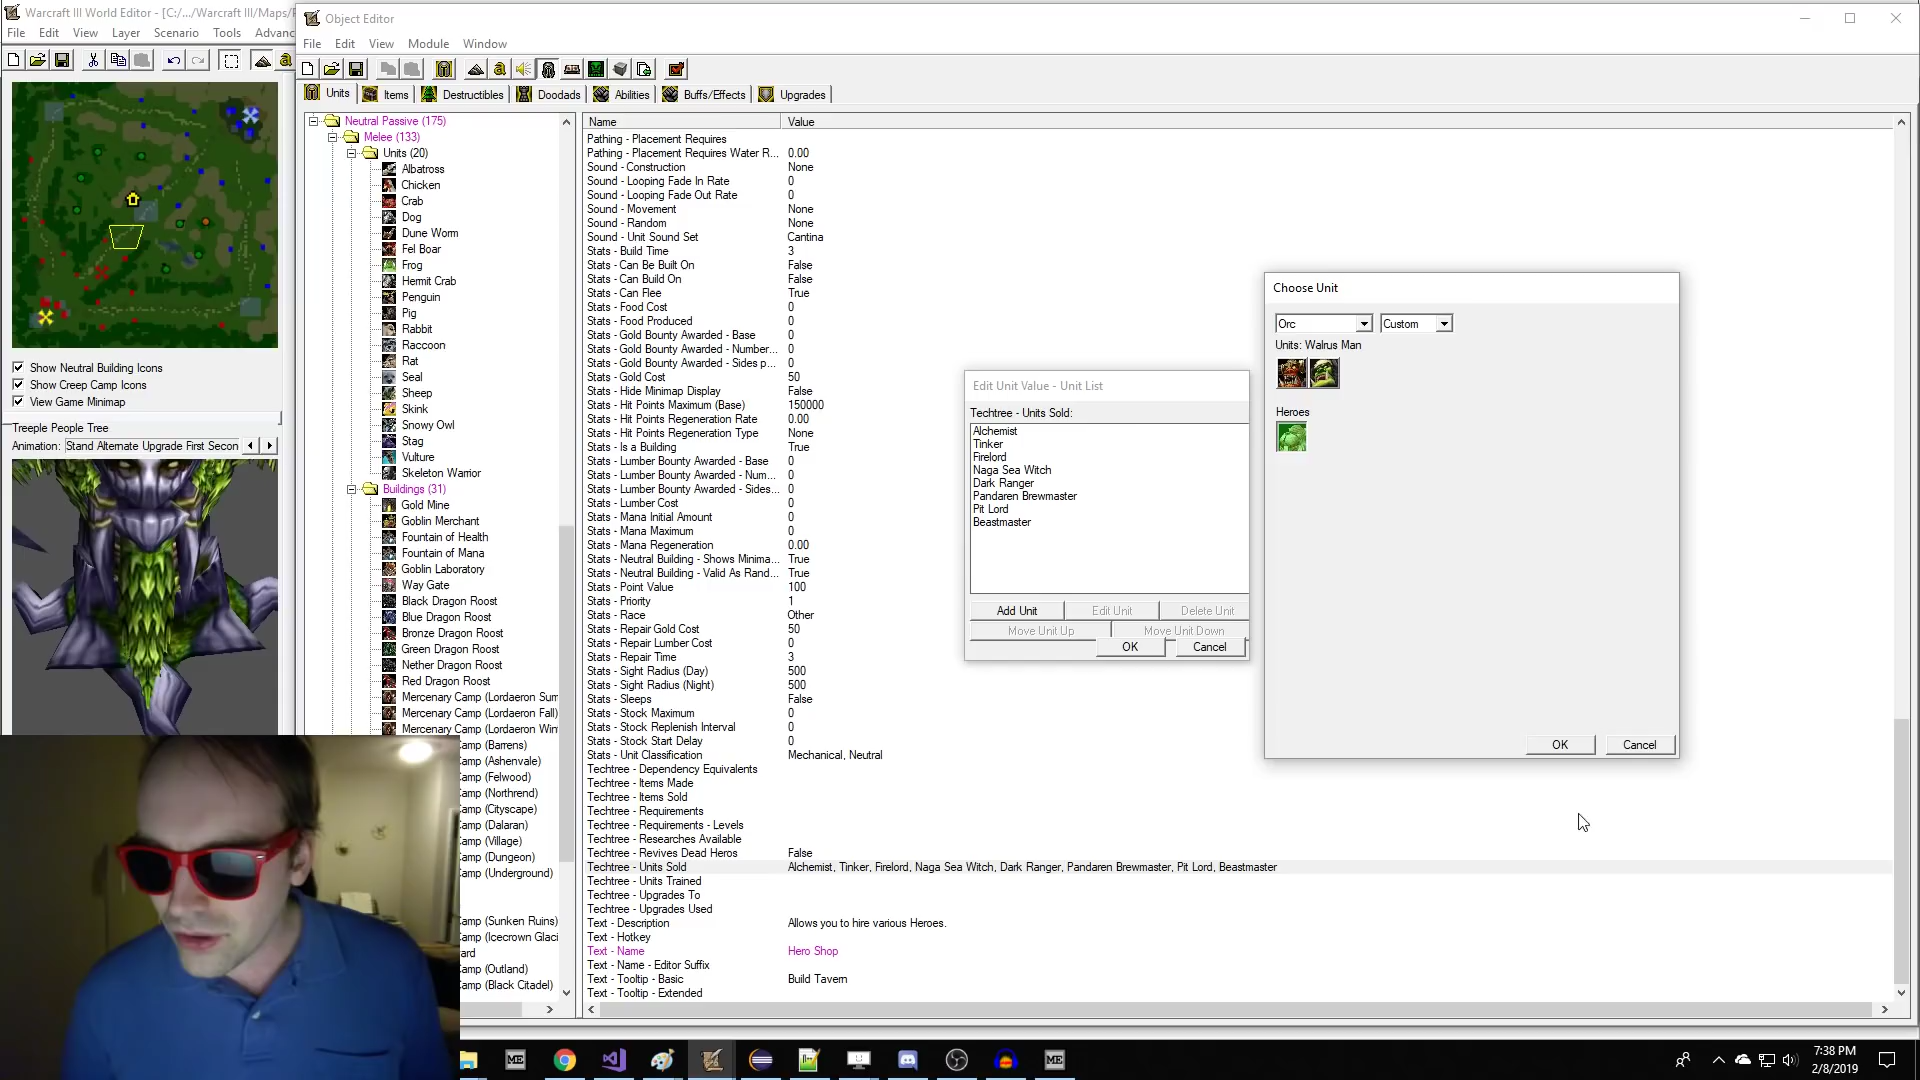 Warcraft III World Editor - [C:/.../Warcraft III/Maps/
File Edit View Layer Scenario Tools Advanc
Show Neutral Building Icons
Show Creep Camp Icons
View Game Minimap
Treeple People Tree
Animation: Stand Alternate Upgrade First Secon
Object Editor
File Edit View Module Window
Units Items Destructibles Doodads Abilities Buffs/Effects Upgrades
Neutral Passive (175)
Melee (133)
Units (20)
Albatross
Chicken
Crab
Dog
Dune Worm
Fel Boar
Frog
Hermit Crab
Penguin
Pig
Rabbit
Raccoon
Rat
Seal
Sheep
Skink
Snowy Owl
Stag
Vulture
Skeleton Warrior
Buildings (31)
Gold Mine
Goblin Merchant
Fountain of Health
Fountain of Mana
Goblin Laboratory
Way Gate
Black Dragon Roost
Blue Dragon Roost
Bronze Dragon Roost
Green Dragon Roost
Nether Dragon Roost
Red Dragon Roost
Mercenary Camp (Lordaeron Sum
Mercenary Camp (Lordaeron Fall)
Mercenary Camp (Lordaeron Win
Camp (Barrens)
Camp (Ashenvale)
Camp (Felwood)
Camp (Northrend)
Camp (Cityscape)
Camp (Dalaran)
Camp (Village)
Camp (Dungeon)
Camp (Underground)
Camp (Sunken Ruins)
Camp (Icecrown Glaci
ard
Camp (Outland)
Camp (Black Citadel)
Name Value
Pathing - Placement Requires
Pathing - Placement Requires Water R... 0.00
Sound - Construction None
Sound - Looping Fade In Rate 0
Sound - Looping Fade Out Rate 0
Sound - Movement None
Sound - Random None
Sound - Unit Sound Set Cantina
Stats - Build Time 3
Stats - Can Be Built On False
Stats - Can Build On False
Stats - Can Flee True
Stats - Food Cost 0
Stats - Food Produced 0
Stats - Gold Bounty Awarded - Base 0
Stats - Gold Bounty Awarded - Number... 0
Stats - Gold Bounty Awarded - Sides p... 0
Stats - Gold Cost 50
Stats - Hide Minimap Display False
Stats - Hit Points Maximum (Base) 150000
Stats - Hit Points Regeneration Rate 0.00
Stats - Hit Points Regeneration Type None
Stats - Is a Building True
Stats - Lumber Bounty Awarded - Base 0
Stats - Lumber Bounty Awarded - Num... 0
Stats - Lumber Bounty Awarded - Sides... 0
Stats - Lumber Cost 0
Stats - Mana Initial Amount 0
Stats - Mana Maximum 0
Stats - Mana Regeneration 0.00
Stats - Neutral Building - Shows Minima... True
Stats - Neutral Building - Valid As Rand... True
Stats - Point Value 100
Stats - Priority 1
Stats - Race Other
Stats - Repair Gold Cost 50
Stats - Repair Lumber Cost 0
Stats - Repair Time 3
Stats - Sight Radius (Day) 500
Stats - Sight Radius (Night) 500
Stats - Sleeps False
Stats - Stock Maximum 0
Stats - Stock Replenish Interval 0
Stats - Stock Start Delay 0
Stats - Unit Classification Mechanical, Neutral
Techtree - Dependency Equivalents
Techtree - Items Made
Techtree - Items Sold
Techtree - Requirements
Techtree - Requirements - Levels
Techtree - Researches Available
Techtree - Revives Dead Heros False
Techtree - Units Sold Alchemist, Tinker, Firelord, Naga Sea Witch, Dark Ranger, Pandaren Brewmaster, Pit Lord, Beastmaster
Techtree - Units Trained
Techtree - Upgrades To
Techtree - Upgrades Used
Text - Description Allows you to hire various Heroes.
Text - Hotkey
Text - Name Hero Shop
Text - Name - Editor Suffix
Text - Tooltip - Basic Build Tavern
Text - Tooltip - Extended
Edit Unit Value - Unit List
Techtree - Units Sold:
Alchemist
Tinker
Firelord
Naga Sea Witch
Dark Ranger
Pandaren Brewmaster
Pit Lord
Beastmaster
Add Unit Edit Unit Delete Unit
Move Unit Up Move Unit Down
OK Cancel
Choose Unit
Orc Custom
Units: Walrus Man
Heroes
OK Cancel
ME ME
7:38 PM
2/8/2019